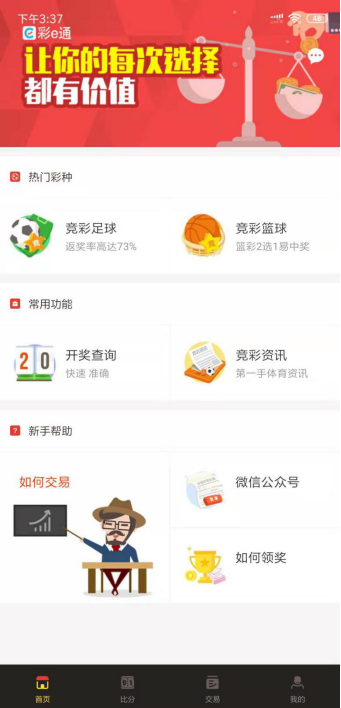 下午3:37
48
彩e通
让你的每次选择
都有价值
热门彩种
竞彩足球
返奖率高达73%
竞彩篮球
篮彩2选1易中奖
常用功能
2 0
开奖查询
快速 准确
竞彩资讯
第一手体育资讯
新手帮助
如何交易
微信公众号
如何领奖
首页
比分
交易
我的